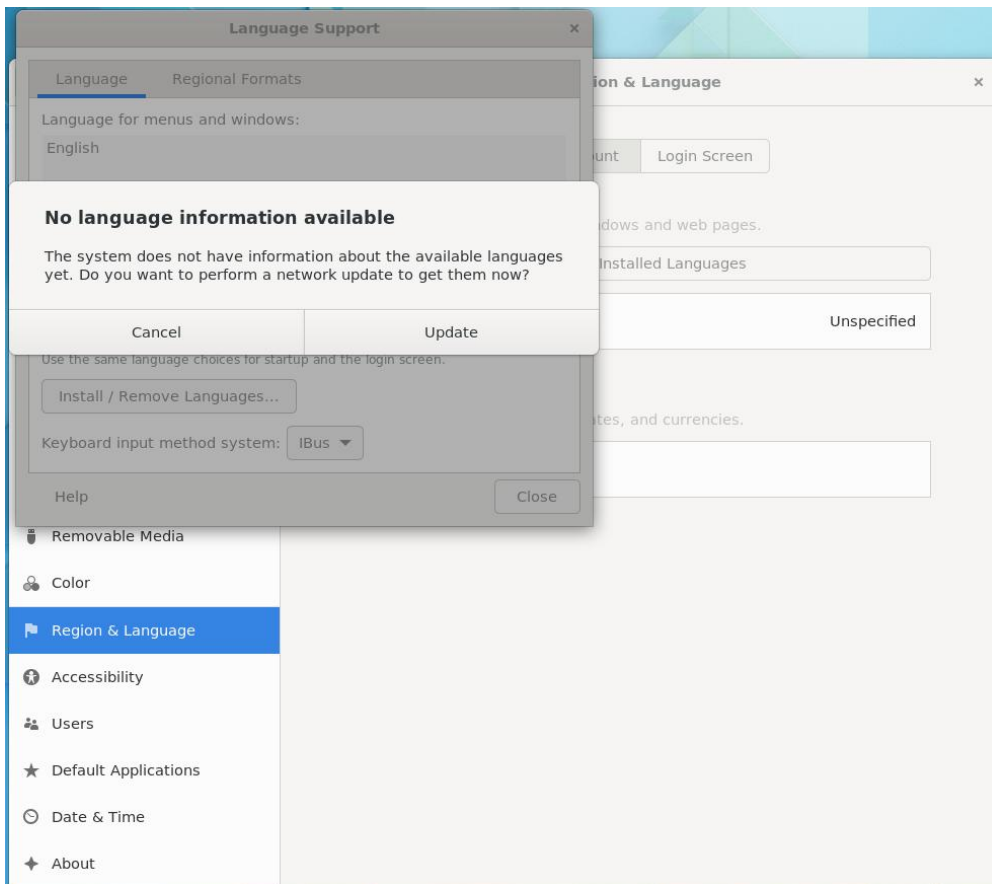 Language Support
Language Regional Formats
Language for menus and windows:
English
No language information available
The system does not have information about the available languages
yet. Do you want to perform a network update to get them now?
Cancel Update
Use the same language choices for startup and the login screen.
Install / Remove Languages...
Keyboard input method system: IBus
Help Close
& Language
Login Screen
and web pages.
Installed Languages
Unspecified
and currencies.
Removable Media
Color
Region & Language
Accessibility
Users
Default Applications
Date & Time
About